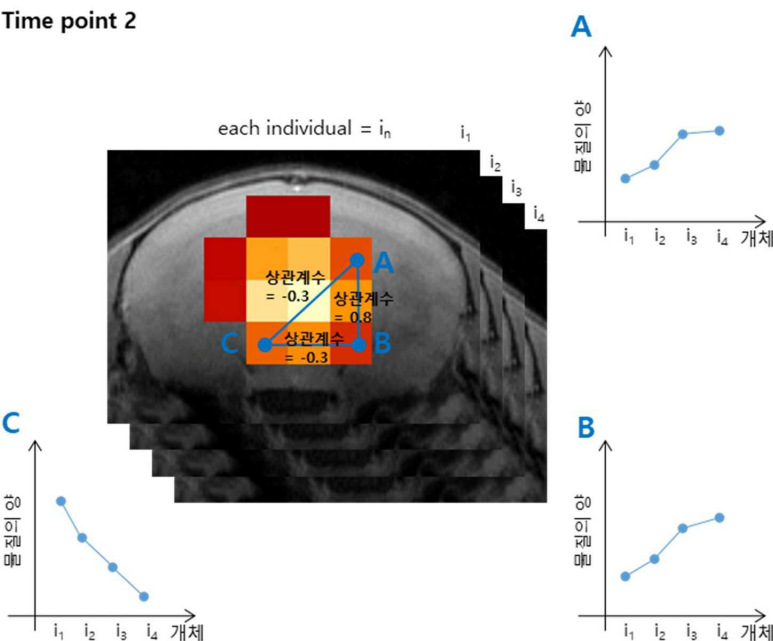 Time point 2
each individual = in
i1
i2
i3
i4
상관계수
= -0.3
A
상관계수
= 0.8
상관계수
= -0.3
C
B
A
물질의 양
i1 i2 i3 i4 개체
C
물질의 양
i1 i2 i3 i4 개체
B
물질의 양
i1 i2 i3 i4 개체